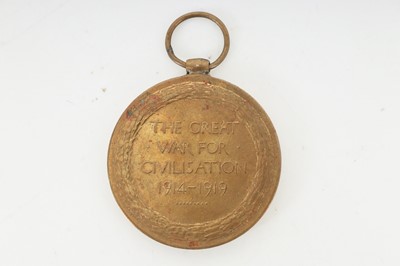 THE GREAT
WAR FOR
CIVILISATION
1914-1919